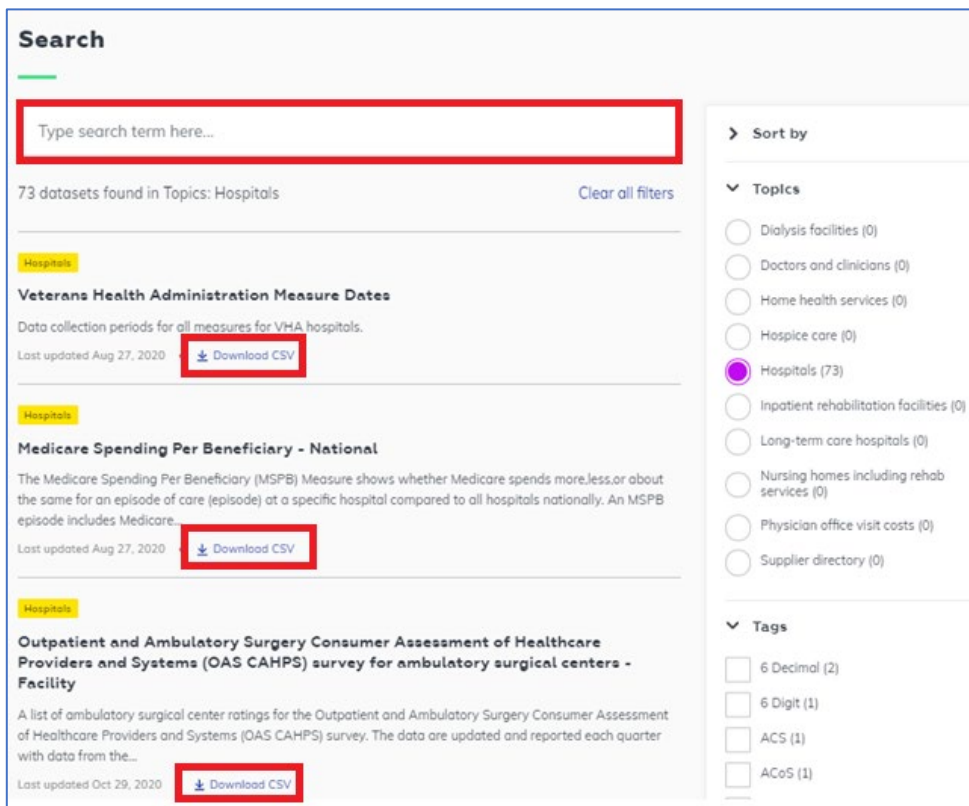 Search
Type search term here...
73 datasets found in Topics: Hospitals
Clear all filters
Hospitals
Veterans Health Administration Measure Dates
Data collection periods for all measures for VHA hospitals.
Last updated Aug 27, 2020
Download CSV
Hospitals
Medicare Spending Per Beneficiary - National
The Medicare Spending Per Beneficiary (MSPB) Measure shows whether Medicare spends more,less,or about
the same for an episode of care (episode) at a specific hospital compared to all hospitals nationally. An MSPB
episode includes Medicare...
Last updated Aug 27, 2020
Download CSV
Hospitals
Outpatient and Ambulatory Surgery Consumer Assessment of Healthcare
Providers and Systems (OAS CAHPS) survey for ambulatory surgical centers -
Facility
A list of ambulatory surgical center ratings for the Outpatient and Ambulatory Surgery Consumer Assessment
of Healthcare Providers and Systems (OAS CAHPS) survey. The data are updated and reported each quarter
with data from the...
Last updated Oct 29, 2020
Download CSV
Sort by
Topics
Dialysis facilities (0)
Doctors and clinicians (0)
Home health services (0)
Hospice care (0)
Hospitals (73)
Inpatient rehabilitation facilities (0)
Long-term care hospitals (0)
Nursing homes including rehab
services (0)
Physician office visit costs (0)
Supplier directory (0)
Tags
6 Decimal (2)
6 Digit (1)
ACS (1)
ACoS (1)